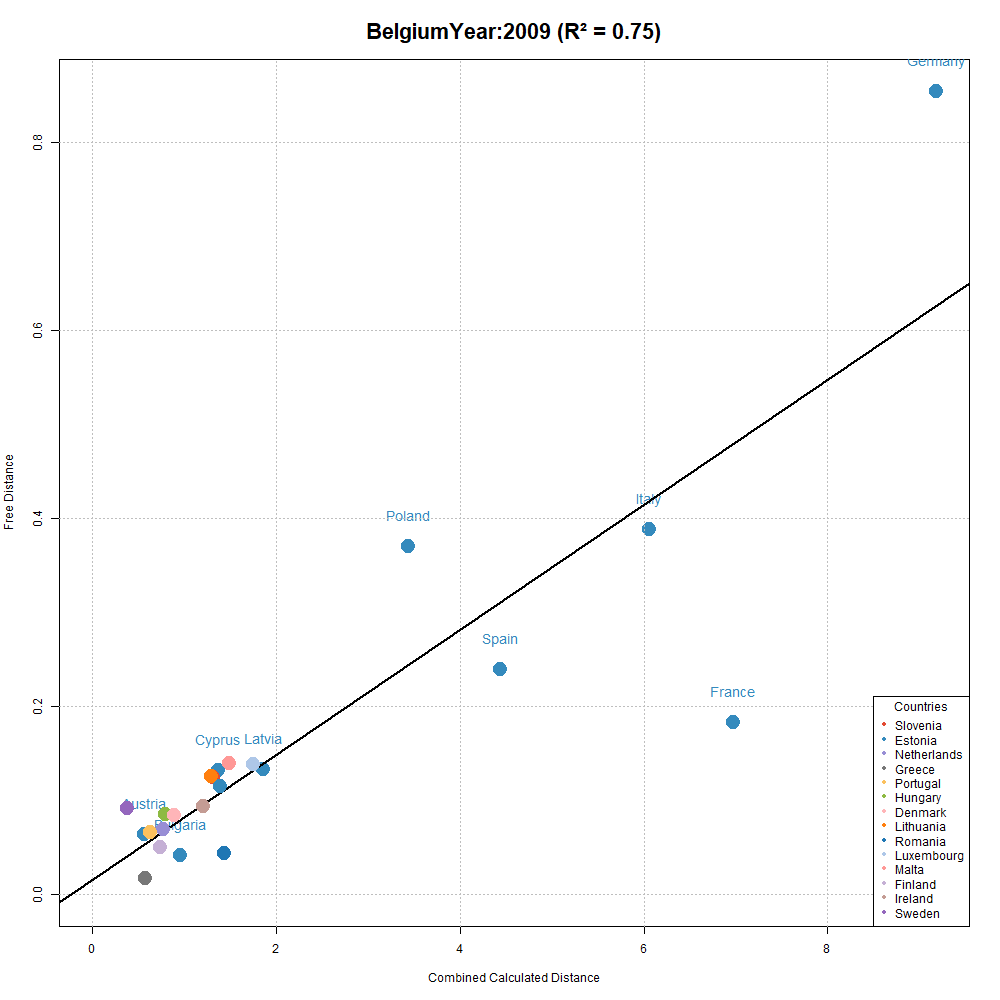 BelgiumYear:2009 (R² = 0.75)
Germany
0.8
0.6
Free Distance
0.4
Italy
Poland
Spain
0.2
France
Cyprus Latvia
Austria
Bulgaria
0.0
Countries
Slovenia
Estonia
Netherlands
Greece
Portugal
Hungary
Denmark
Lithuania
Romania
Luxembourg
Malta
Finland
Ireland
Sweden
0 2 4 6 8
Combined Calculated Distance